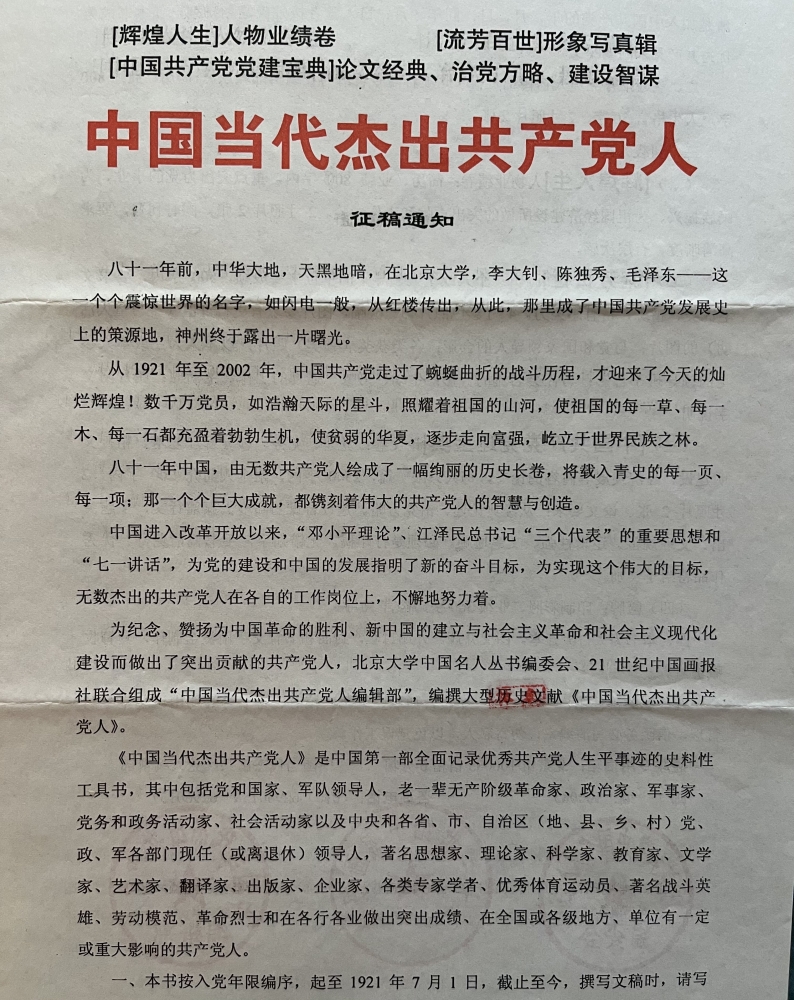 [辉煌人生]人物业绩卷 [流芳百世]形象写真辑
[中国共产党党建宝典]论文经典、治党方略、建设智谋
中国当代杰出共产党人
征稿通知
八十一年前，中华大地，天黑地暗，在北京大学，李大钊、陈独秀、毛泽东——这
一个个震惊世界的名字，如闪电一般，从红楼传出，从此，那里成了中国共产党发展史
上的策源地，神州终于露出一片曙光。
从 1921 年至 2002 年，中国共产党走过了蜿蜒曲折的战斗历程，才迎来了今天的灿
烂辉煌！数千万党员，如浩瀚天际的星斗，照耀着祖国的山河，使祖国的每一草、每一
木、每一石都充盈着勃勃生机，使贫弱的华夏，逐步走向富强，屹立于世界民族之林。
八十一年中国，由无数共产党人绘成了一幅绚丽的历史长卷，将载入青史的每一页、
每一项；那一个个巨大成就，都镌刻着伟大的共产党人的智慧与创造。
中国进入改革开放以来，“邓小平理论”、江泽民总书记“三个代表”的重要思想和
“七一讲话”，为党的建设和中国的发展指明了新的奋斗目标，为实现这个伟大的目标，
无数杰出的共产党人在各自的工作岗位上，不懈地努力着。
为纪念、赞扬为中国革命的胜利、新中国的建立与社会主义革命和社会主义现代化
建设而做出了突出贡献的共产党人，北京大学中国名人丛书编委会、21 世纪中国画报
社联合组成“中国当代杰出共产党人编辑部”，编撰大型历史文献《中国当代杰出共产
党人》。
《中国当代杰出共产党人》是中国第一部全面记录优秀共产党人生平事迹的史料性
工具书，其中包括党和国家、军队领导人，老一辈无产阶级革命家、政治家、军事家、
党务和政务活动家、社会活动家以及中央和各省、市、自治区（地、县、乡、村）党、
政、军各部门现任（或离退休）领导人，著名思想家、理论家、科学家、教育家、文学
家、艺术家、翻译家、出版家、企业家、各类专家学者、优秀体育运动员、著名战斗英
雄、劳动模范、革命烈士和在各行各业做出突出成绩、在全国或各级地方、单位有一定
或重大影响的共产党人。
一、本书按入党年限编序，起至 1921 年 7 月 1 日，截止至今，撰写文稿时，请写